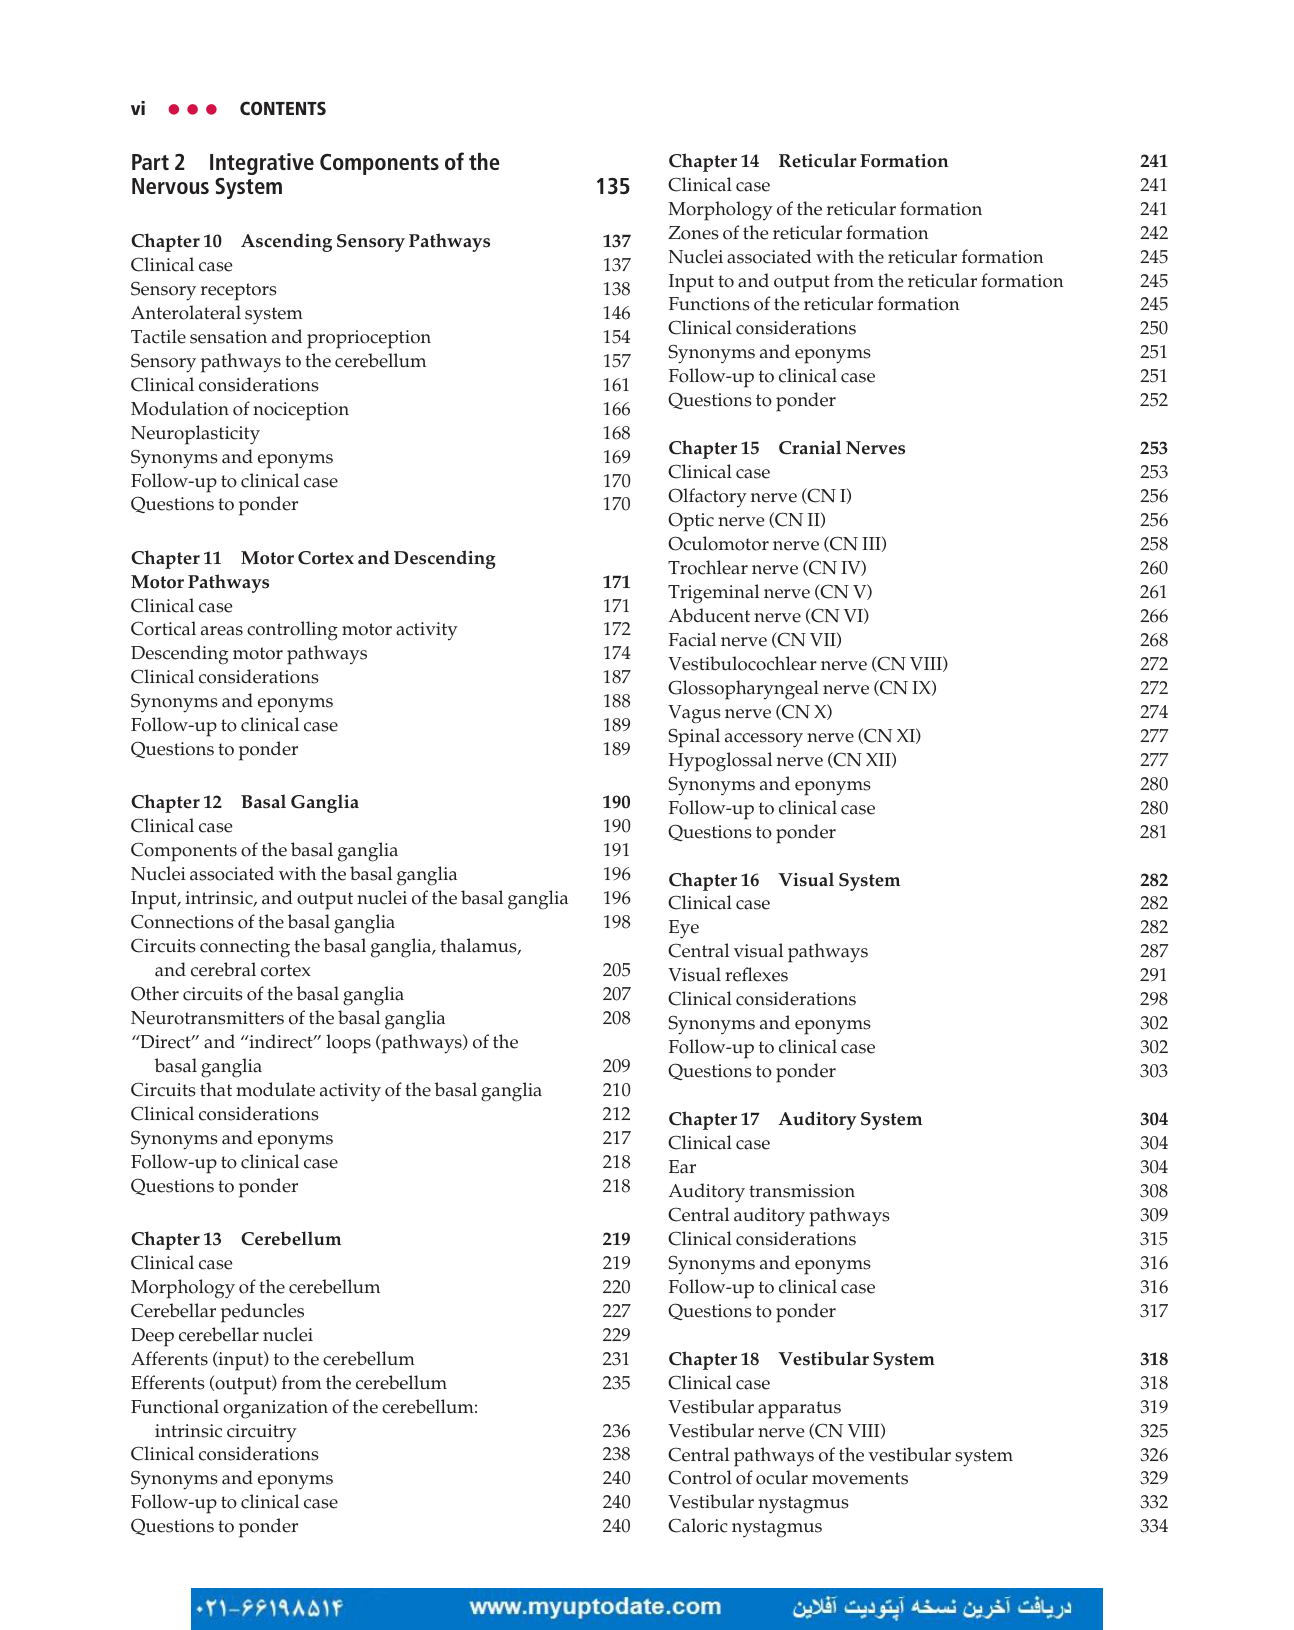 vi ● ● ● CONTENTS
Part 2 Integrative Components of the
Nervous System 135
Chapter 10 Ascending Sensory Pathways 137
Clinical case 137
Sensory receptors 138
Anterolateral system 146
Tactile sensation and proprioception 154
Sensory pathways to the cerebellum 157
Clinical considerations 161
Modulation of nociception 166
Neuroplasticity 168
Synonyms and eponyms 169
Follow-up to clinical case 170
Questions to ponder 170
Chapter 11 Motor Cortex and Descending
Motor Pathways 171
Clinical case 171
Cortical areas controlling motor activity 172
Descending motor pathways 174
Clinical considerations 187
Synonyms and eponyms 188
Follow-up to clinical case 189
Questions to ponder 189
Chapter 12 Basal Ganglia 190
Clinical case 190
Components of the basal ganglia 191
Nuclei associated with the basal ganglia 196
Input, intrinsic, and output nuclei of the basal ganglia 196
Connections of the basal ganglia 198
Circuits connecting the basal ganglia, thalamus,
and cerebral cortex 205
Other circuits of the basal ganglia 207
Neurotransmitters of the basal ganglia 208
“Direct” and “indirect” loops (pathways) of the
basal ganglia 209
Circuits that modulate activity of the basal ganglia 210
Clinical considerations 212
Synonyms and eponyms 217
Follow-up to clinical case 218
Questions to ponder 218
Chapter 13 Cerebellum 219
Clinical case 219
Morphology of the cerebellum 220
Cerebellar peduncles 227
Deep cerebellar nuclei 229
Afferents (input) to the cerebellum 231
Efferents (output) from the cerebellum 235
Functional organization of the cerebellum:
intrinsic circuitry 236
Clinical considerations 238
Synonyms and eponyms 240
Follow-up to clinical case 240
Questions to ponder 240
Chapter 14 Reticular Formation 241
Clinical case 241
Morphology of the reticular formation 241
Zones of the reticular formation 242
Nuclei associated with the reticular formation 245
Input to and output from the reticular formation 245
Functions of the reticular formation 245
Clinical considerations 250
Synonyms and eponyms 251
Follow-up to clinical case 251
Questions to ponder 252
Chapter 15 Cranial Nerves 253
Clinical case 253
Olfactory nerve (CN I) 256
Optic nerve (CN II) 256
Oculomotor nerve (CN III) 258
Trochlear nerve (CN IV) 260
Trigeminal nerve (CN V) 261
Abducent nerve (CN VI) 266
Facial nerve (CN VII) 268
Vestibulocochlear nerve (CN VIII) 272
Glossopharyngeal nerve (CN IX) 272
Vagus nerve (CN X) 274
Spinal accessory nerve (CN XI) 277
Hypoglossal nerve (CN XII) 277
Synonyms and eponyms 280
Follow-up to clinical case 280
Questions to ponder 281
Chapter 16 Visual System 282
Clinical case 282
Eye 282
Central visual pathways 287
Visual reflexes 291
Clinical considerations 298
Synonyms and eponyms 302
Follow-up to clinical case 302
Questions to ponder 303
Chapter 17 Auditory System 304
Clinical case 304
Ear 304
Auditory transmission 308
Central auditory pathways 309
Clinical considerations 315
Synonyms and eponyms 316
Follow-up to clinical case 316
Questions to ponder 317
Chapter 18 Vestibular System 318
Clinical case 318
Vestibular apparatus 319
Vestibular nerve (CN VIII) 325
Central pathways of the vestibular system 326
Control of ocular movements 329
Vestibular nystagmus 332
Caloric nystagmus 334
۰۲۱-۶۶۱۹۸۵۱۴ www.myuptodate.com دریافت آخرین نسخه آپتودیت آفلاین